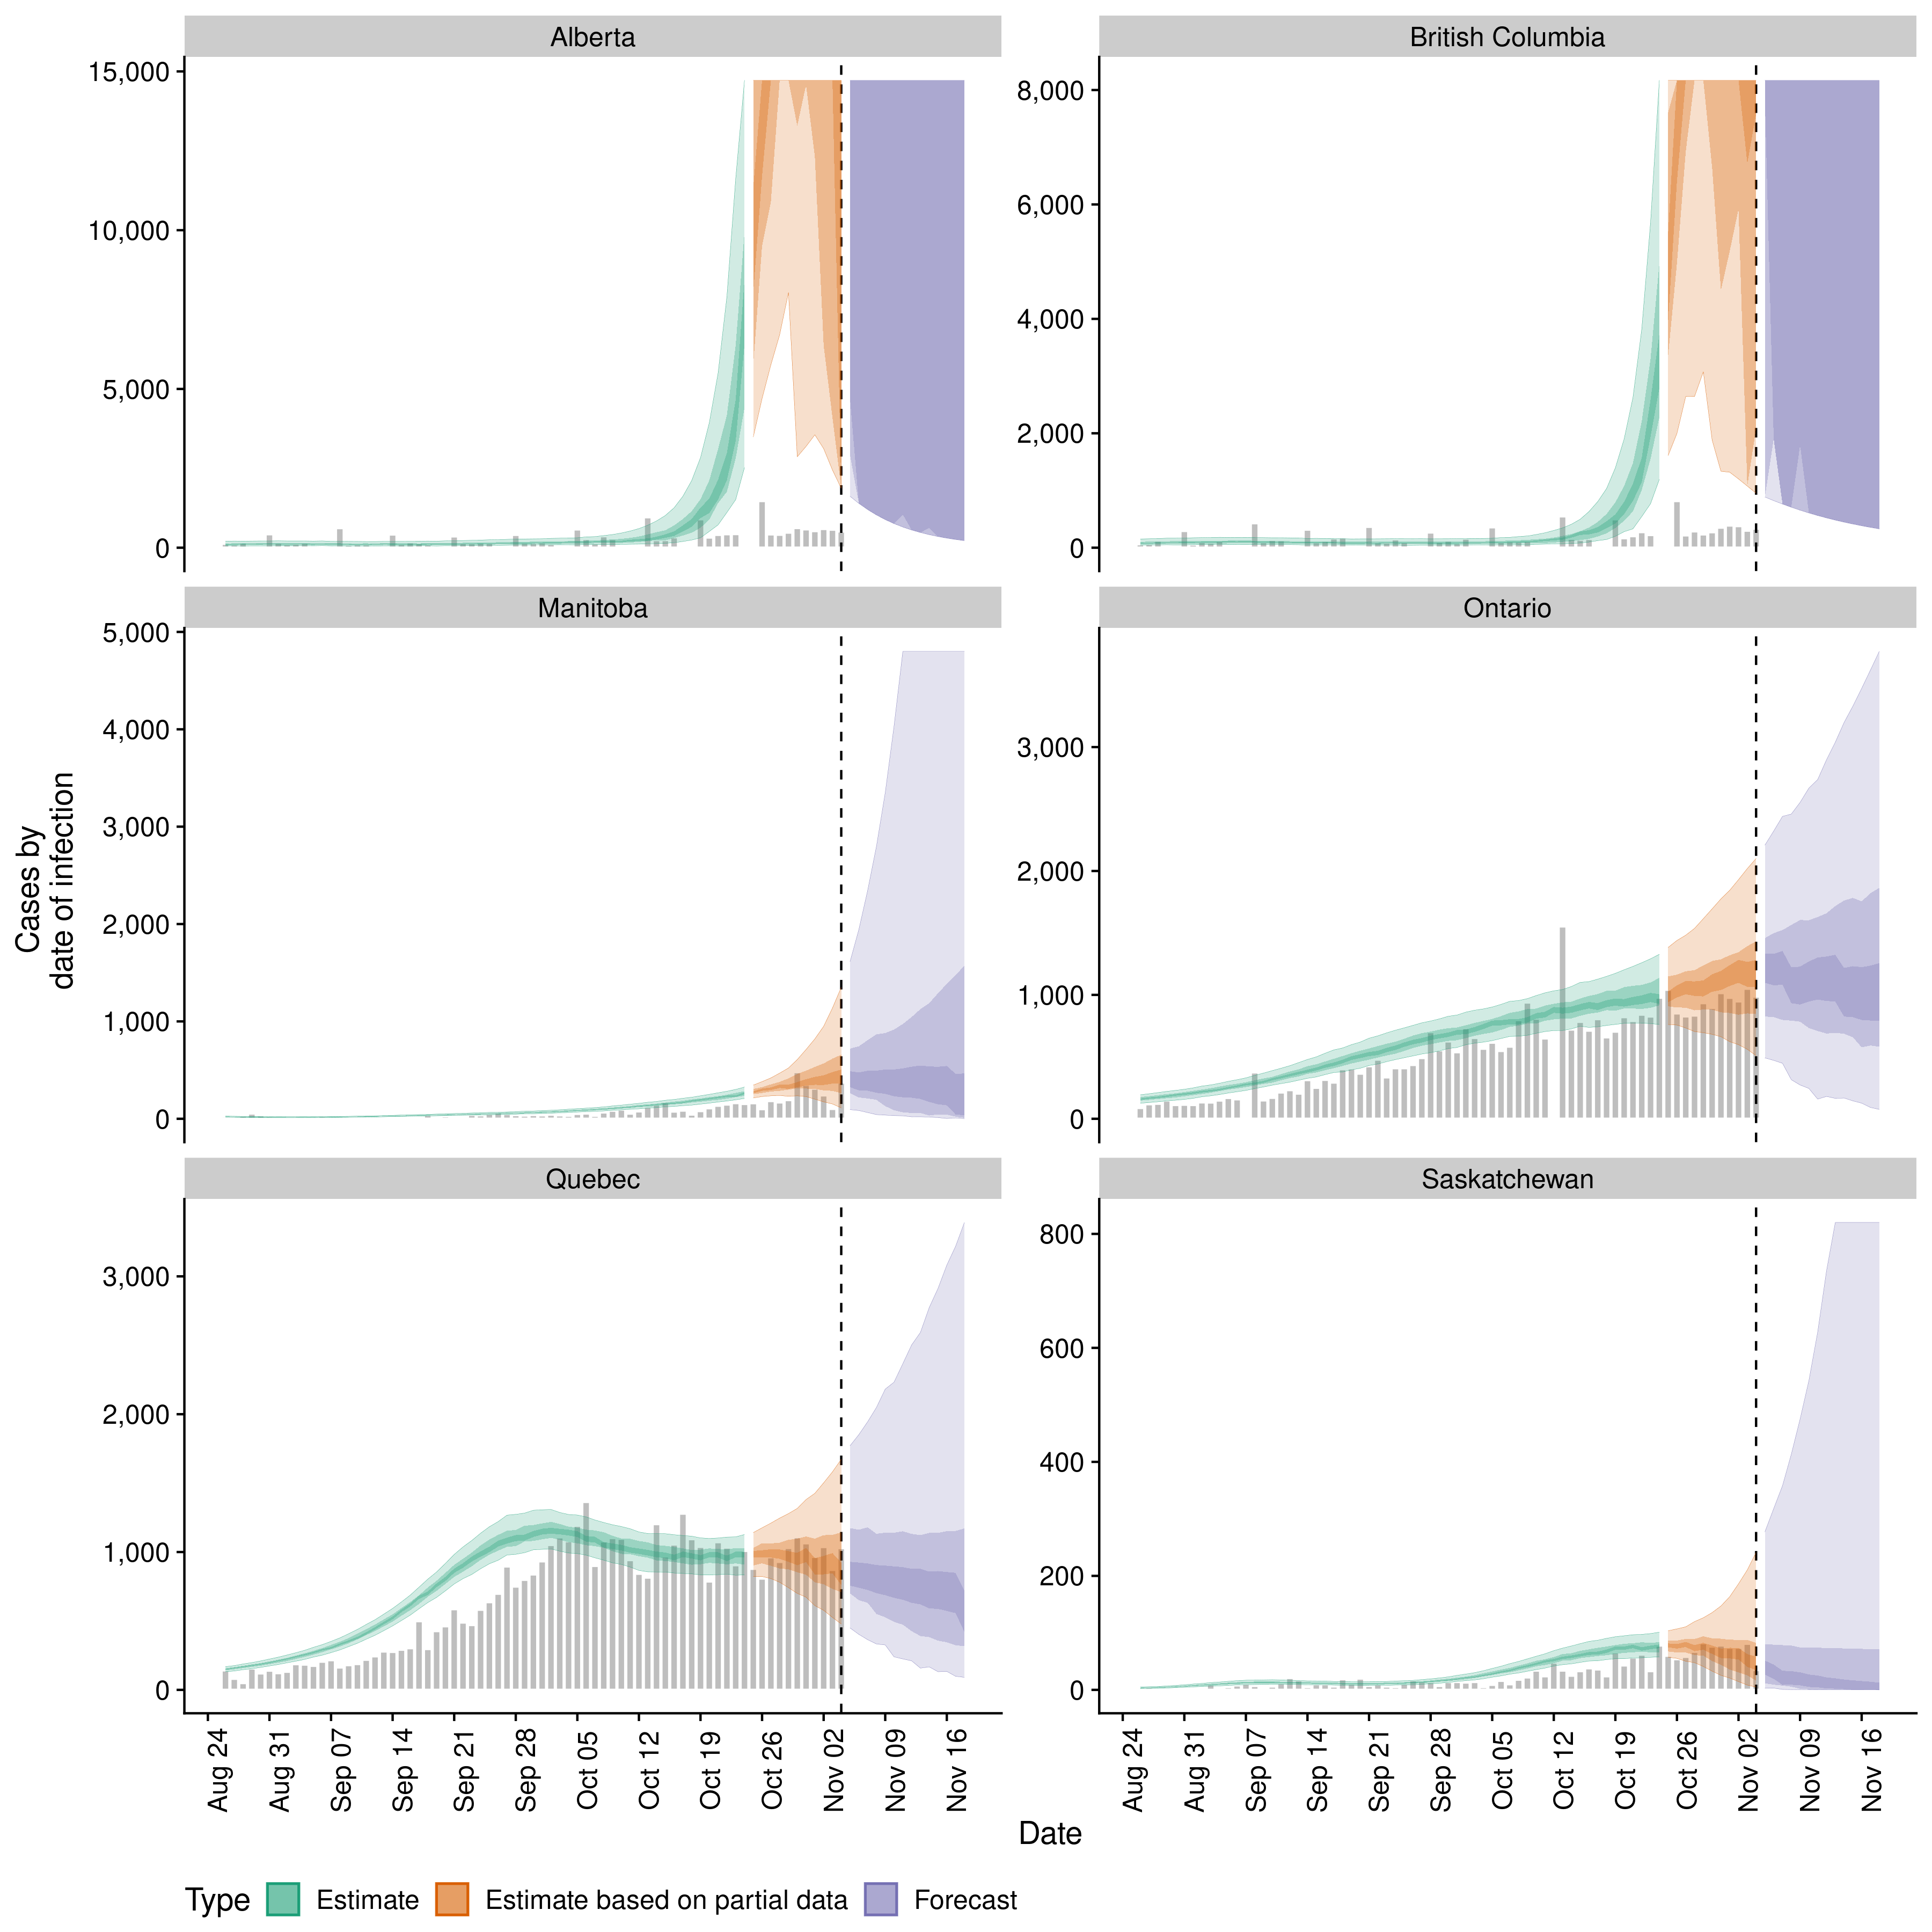 Alberta
British Columbia
15,000
10,000
5,000
0
8,000
6,000
4,000
2,000
0
Manitoba
Ontario
5,000
4,000
3,000
2,000
1,000
0
3,000
2,000
1,000
0
Cases by
date of infection
Quebec
Saskatchewan
3,000
2,000
1,000
0
800
600
400
200
0
Aug 24
Aug 31
Sep 07
Sep 14
Sep 21
Sep 28
Oct 05
Oct 12
Oct 19
Oct 26
Nov 02
Nov 09
Nov 16
Aug 24
Aug 31
Sep 07
Sep 14
Sep 21
Sep 28
Oct 05
Oct 12
Oct 19
Oct 26
Nov 02
Nov 09
Nov 16
Date
Type Estimate Estimate based on partial data Forecast